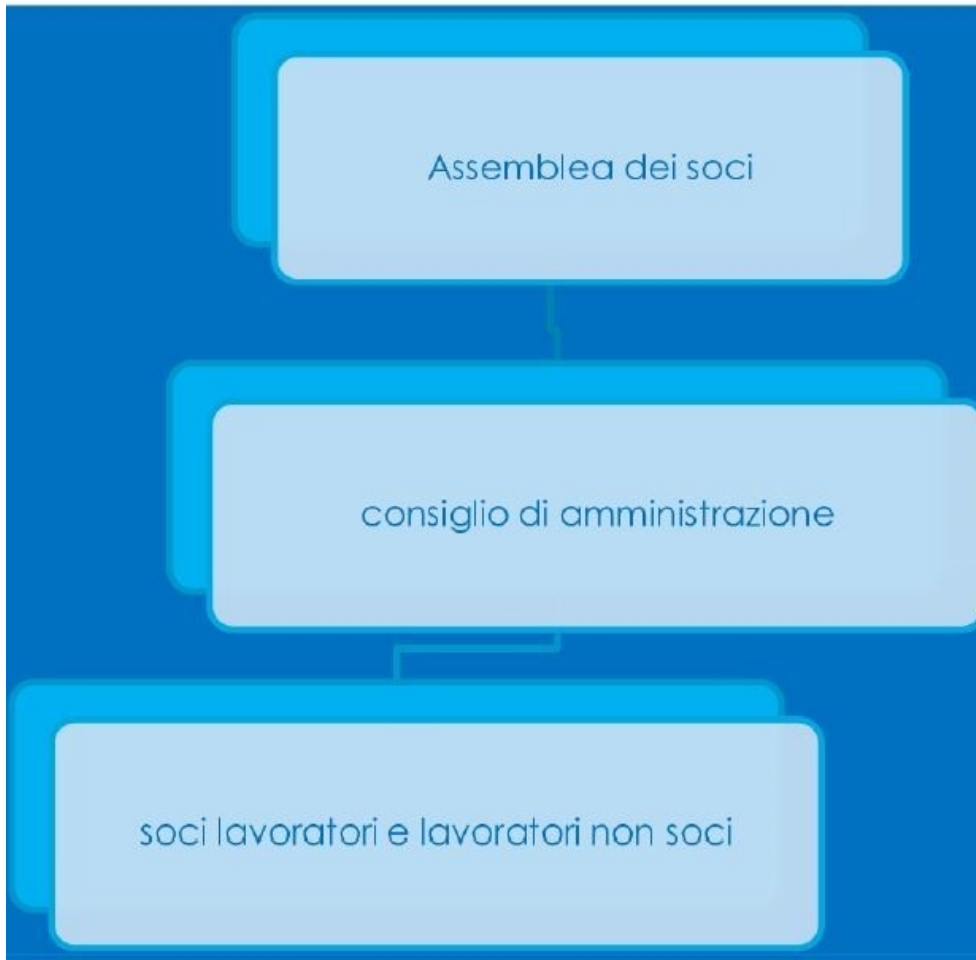 Assemblea dei soci
consiglio di amministrazione
soci lavoratori e lavoratori non soci